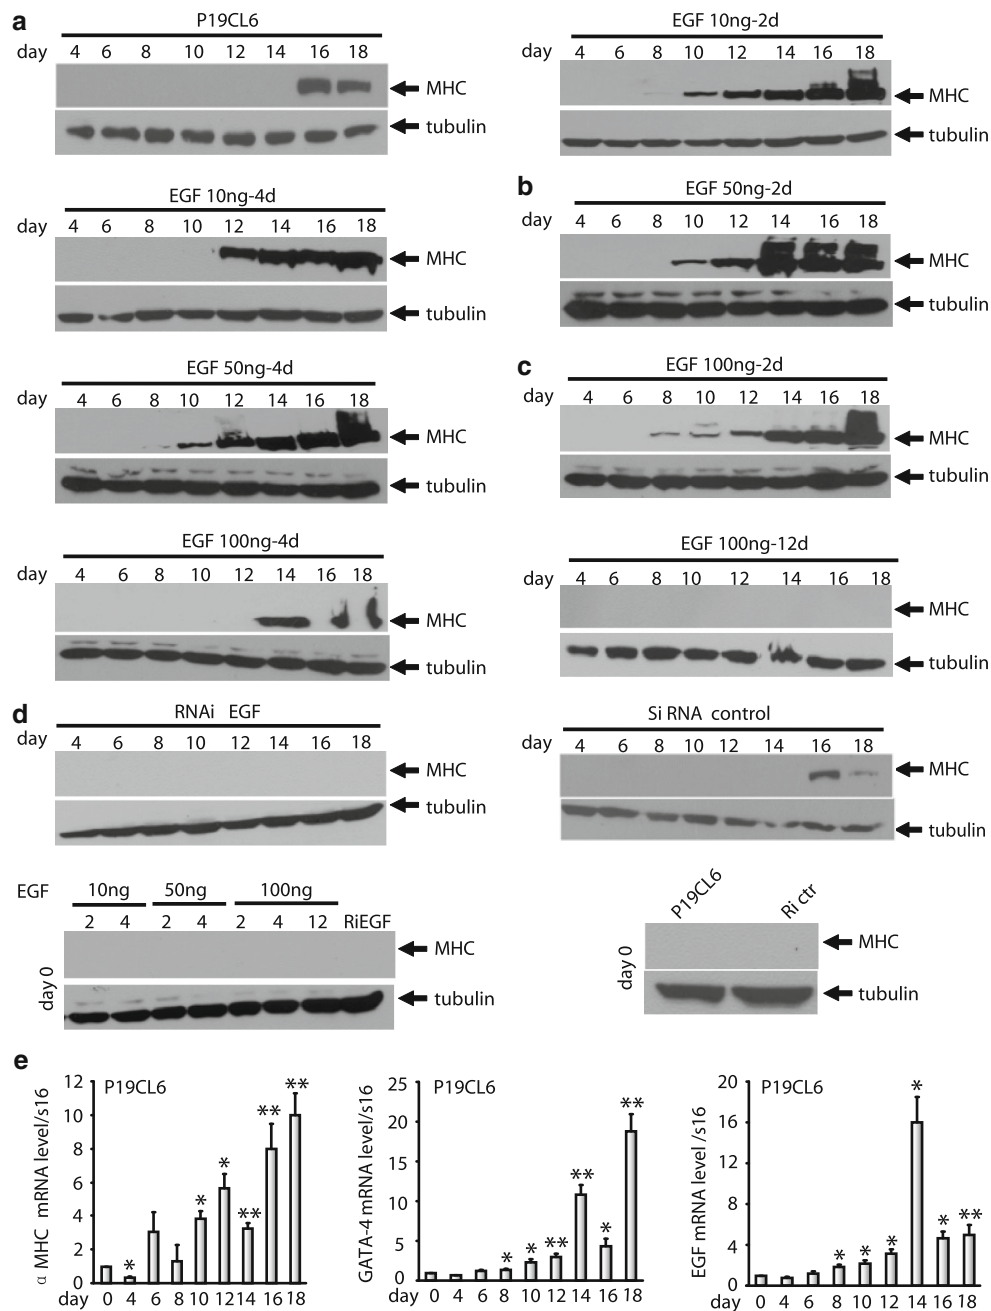 a
P19CL6
day 4 6 8 10 12 14 16 18
MHC
tubulin
EGF 10ng-2d
day 4 6 8 10 12 14 16 18
MHC
tubulin
EGF 10ng-4d
day 4 6 8 10 12 14 16 18
MHC
tubulin
b
EGF 50ng-2d
day 4 6 8 10 12 14 16 18
MHC
tubulin
EGF 50ng-4d
day 4 6 8 10 12 14 16 18
MHC
tubulin
c
EGF 100ng-2d
day 4 6 8 10 12 14 16 18
MHC
tubulin
EGF 100ng-4d
day 4 6 8 10 12 14 16 18
MHC
tubulin
EGF 100ng-12d
day 4 6 8 10 12 14 16 18
MHC
tubulin
d
RNAi EGF
day 4 6 8 10 12 14 16 18
MHC
tubulin
Si RNA control
day 4 6 8 10 12 14 16 18
MHC
tubulin
EGF 10ng 50ng 100ng
2 4 2 4 2 4 12 RiEGF
day 0
MHC
tubulin
P19CL6 Ri ctr
day 0
MHC
tubulin
e
P19CL6
α MHC mRNA level/s16
12
10
8
6
4
2
0
* * * ** ** **
day 0 4 6 8 10 12 14 16 18
P19CL6
GATA-4 mRNA level/s16
25
20
15
10
5
0
* * ** ** * **
day 0 4 6 8 10 12 14 16 18
P19CL6
EGF mRNA level /s16
20
16
12
8
4
0
* * * * * **
day 0 4 6 8 10 12 14 16 18